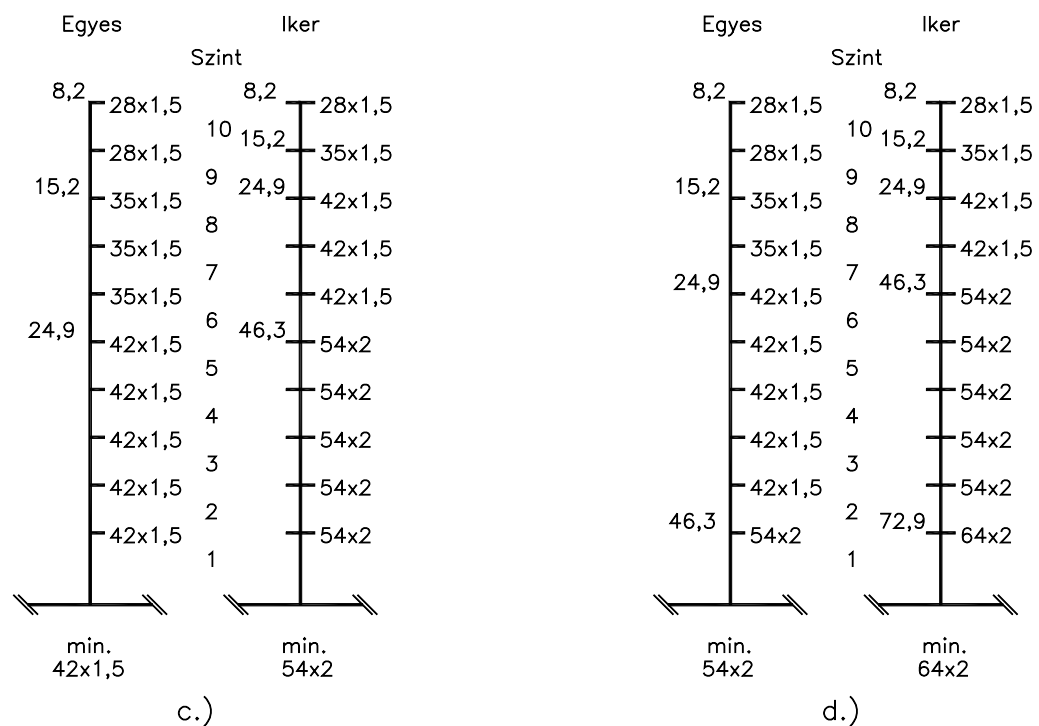 Egyes Iker Egyes Iker
Szint Szint
8,2 8,2 8,2 8,2
28x1,5 28x1,5 28x1,5 28x1,5
10 15,2 10 15,2
28x1,5 35x1,5 28x1,5 35x1,5
15,2 9 24,9 15,2 9 24,9
35x1,5 42x1,5 35x1,5 42x1,5
8 8
35x1,5 42x1,5 35x1,5 42x1,5
7 24,9 7 46,3
35x1,5 42x1,5 42x1,5 54x2
24,9 6 46,3 6
42x1,5 54x2 42x1,5 54x2
5 5
42x1,5 54x2 42x1,5 54x2
4 4
42x1,5 54x2 42x1,5 54x2
3 3
42x1,5 54x2 42x1,5 54x2
2 46,3 2 72,9
42x1,5 54x2 54x2 64x2
1 1
min. min. min. min.
42x1,5 54x2 54x2 64x2
c.) d.)